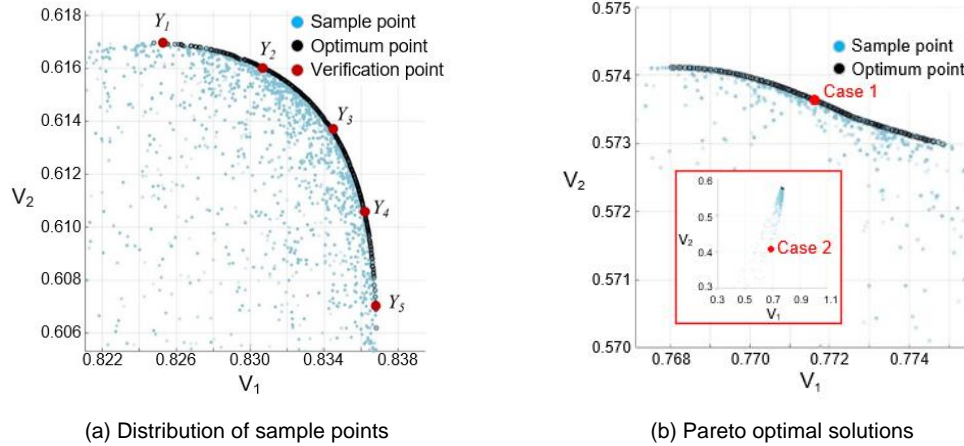 0.618
0.616
0.614
0.612
0.610
0.608
0.606
V2
0.822
0.826
0.830
0.834
0.838
V1
Y1
Y2
Y3
Y4
Y5
Sample point
Optimum point
Verification point
(a) Distribution of sample points
0.575
0.574
0.573
0.572
0.571
0.570
V2
0.768
0.770
0.772
0.774
V1
Sample point
Optimum point
Case 1
0.6
0.5
0.4
0.3
V2
0.3
0.5
0.7
0.9
1.1
V1
Case 2
(b) Pareto optimal solutions